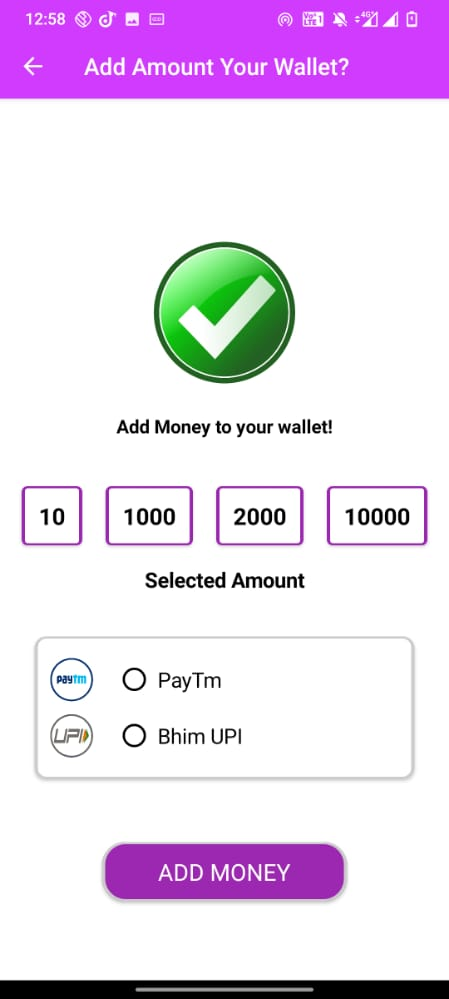 12:58
Add Amount Your Wallet?
Add Money to your wallet!
10 1000 2000 10000
Selected Amount
paytm PayTm
UPI Bhim UPI
ADD MONEY